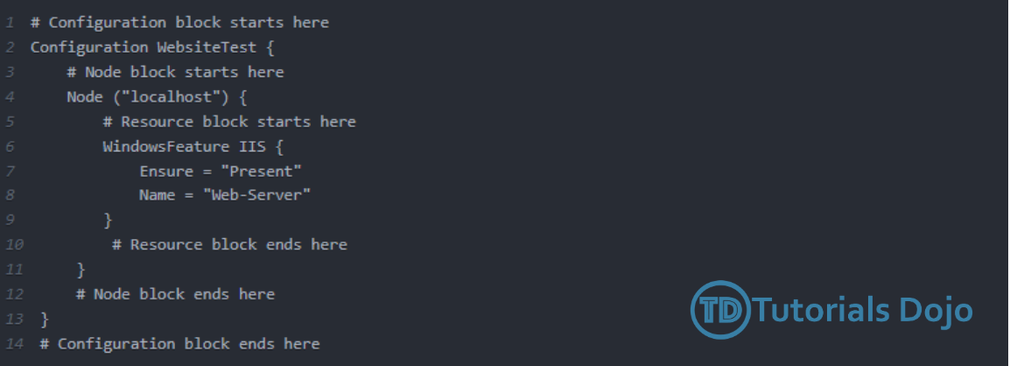 1 # Configuration block starts here
2 Configuration WebsiteTest {
3 # Node block starts here
4 Node ("localhost") {
5 # Resource block starts here
6 WindowsFeature IIS {
7 Ensure = "Present"
8 Name = "Web-Server"
9 }
10 # Resource block ends here
11 }
12 # Node block ends here
13 }
14 # Configuration block ends here
TD Tutorials Dojo